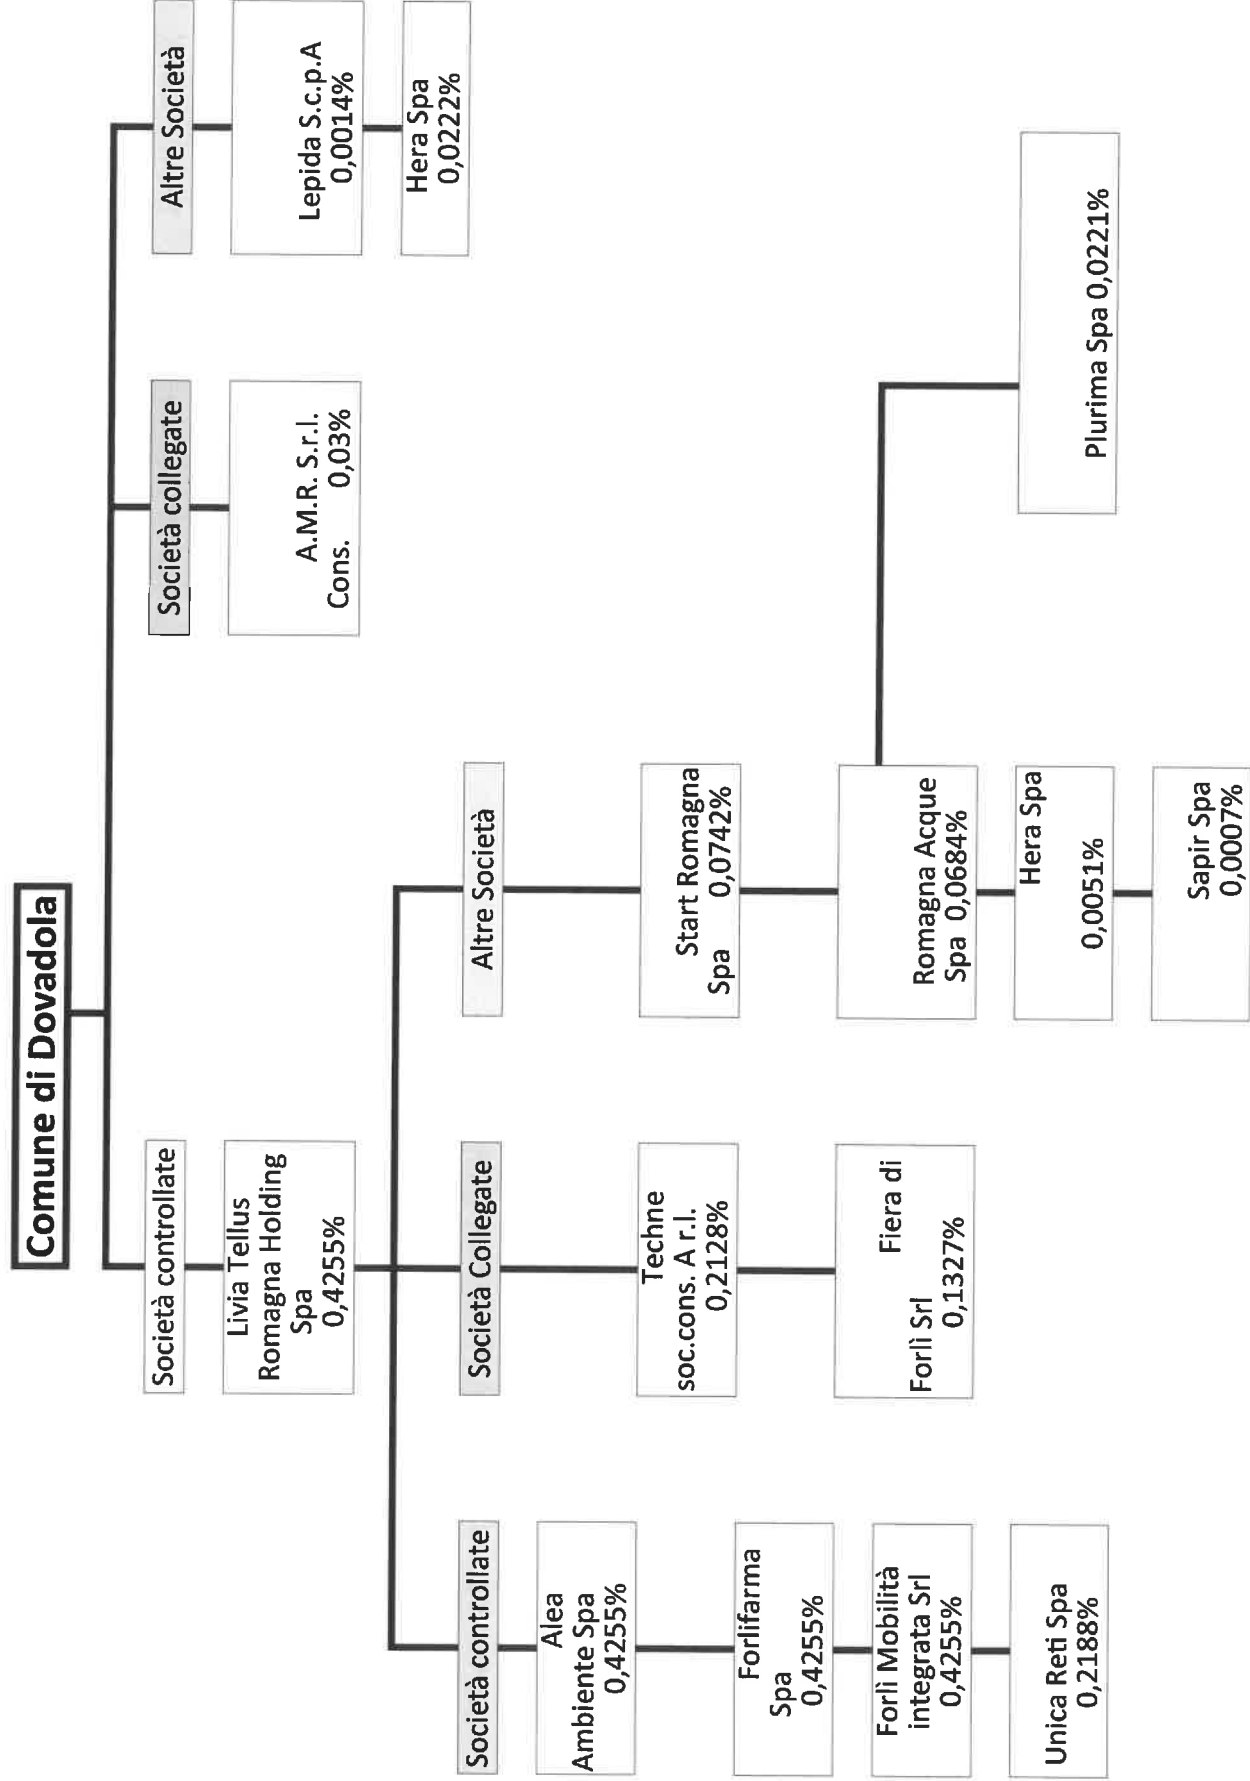 Comune di Dovadola
Società controllate
Livia Tellus
Romagna Holding
Spa
0,4255%
Società collegate
A.M.R. S.r.l.
Cons. 0,03%
Altre Società
Lepida S.c.p.A
0,0014%
Hera Spa
0,0222%
Società controllate
Alea
Ambiente Spa
0,4255%
Forlifarma
Spa
0,4255%
Forlì Mobilità
integrata Srl
0,4255%
Unica Reti Spa
0,2188%
Società Collegate
Techne
soc.cons. A r.l.
0,2128%
Fiera di
Forlì Srl
0,1327%
Altre Società
Start Romagna
Spa 0,0742%
Romagna Acque
Spa 0,0684%
Hera Spa
0,0051%
Sapir Spa
0,0007%
Plurima Spa 0,0221%